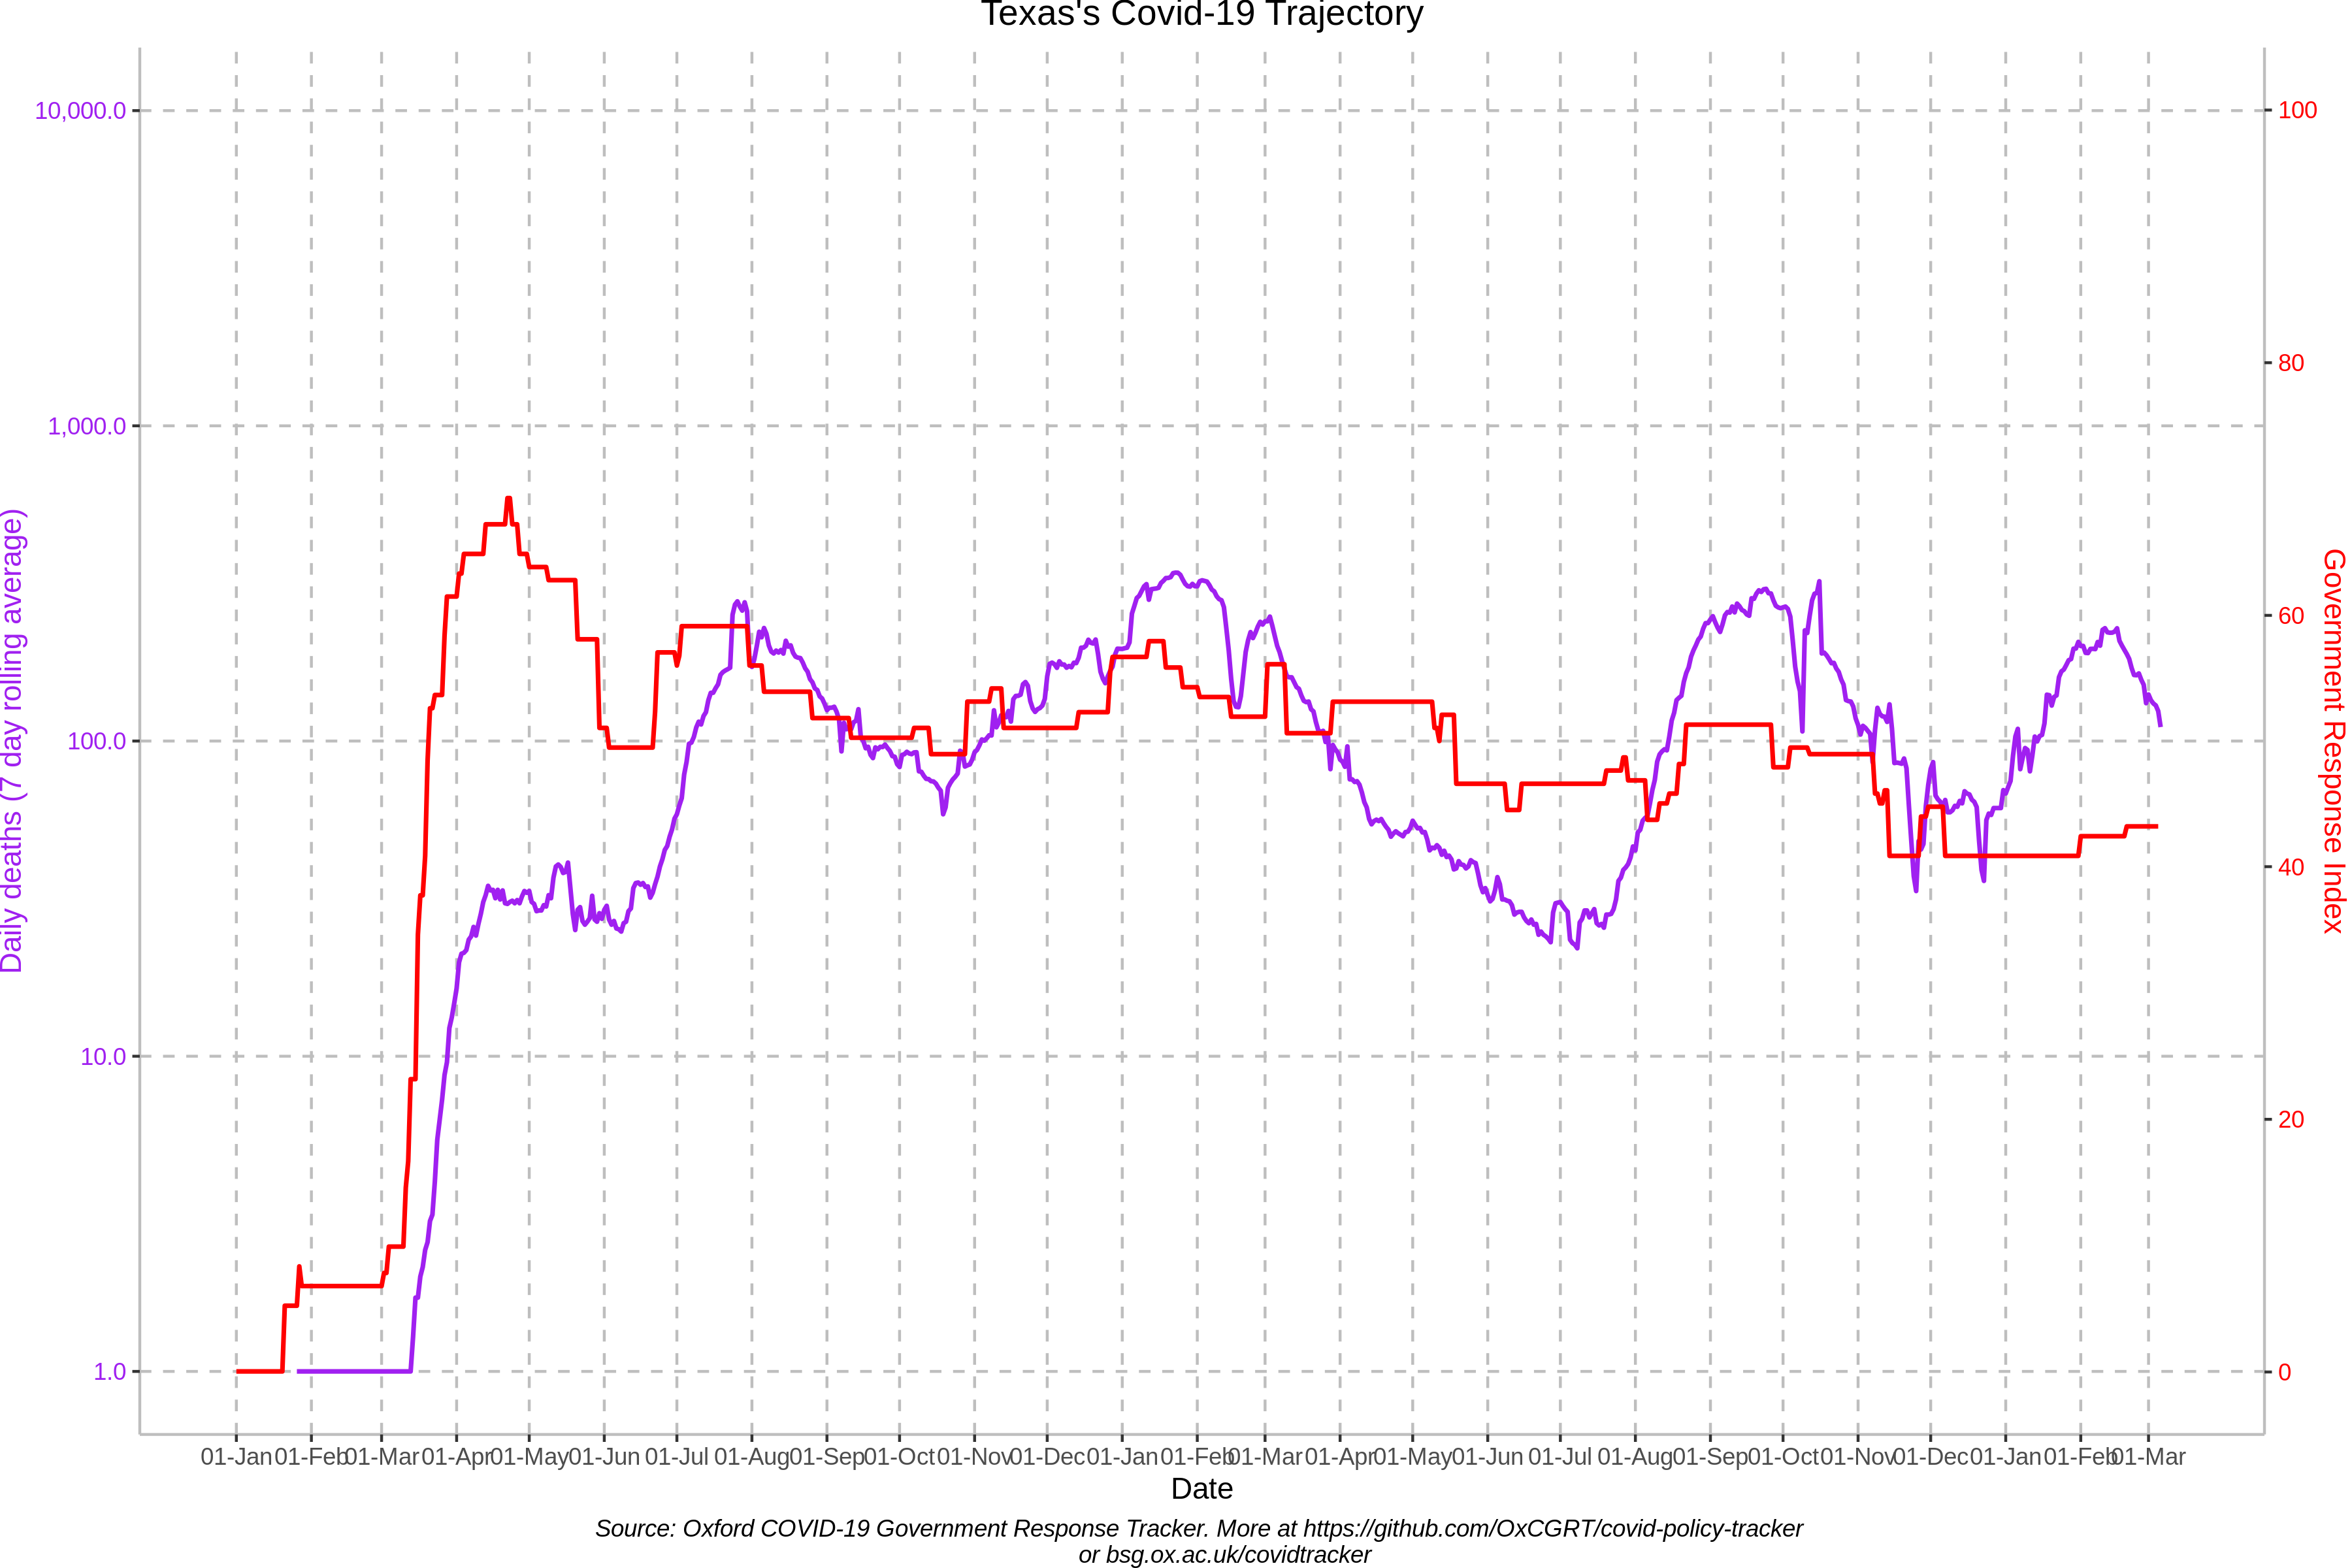 Texas's Covid-19 Trajectory
10,000.0
1,000.0
100.0
10.0
1.0
Daily deaths (7 day rolling average)
100
80
60
40
20
0
Government Response Index
01-Jan 01-Feb 01-Mar 01-Apr 01-May 01-Jun 01-Jul 01-Aug 01-Sep 01-Oct 01-Nov 01-Dec 01-Jan 01-Feb 01-Mar 01-Apr 01-May 01-Jun 01-Jul 01-Aug 01-Sep 01-Oct 01-Nov 01-Dec 01-Jan 01-Feb 01-Mar
Date
Source: Oxford COVID-19 Government Response Tracker. More at https://github.com/OxCGRT/covid-policy-tracker
or bsg.ox.ac.uk/covidtracker